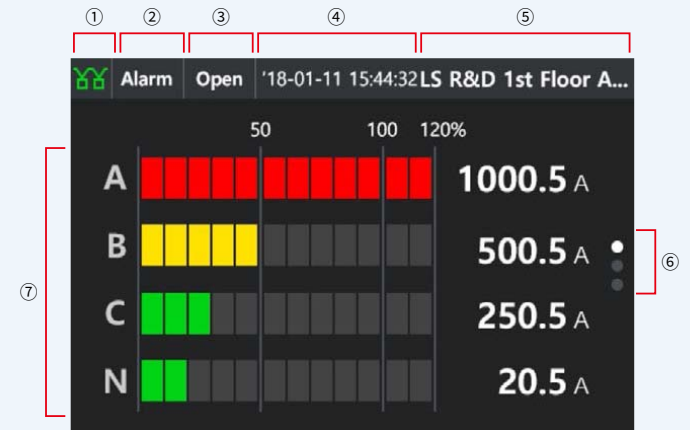 ① ② ③ ④ ⑤
Alarm Open '18-01-11 15:44:32 LS R&D 1st Floor A...
50 100 120%
A 1000.5 A
B 500.5 A
⑥
⑦
C 250.5 A
N 20.5 A